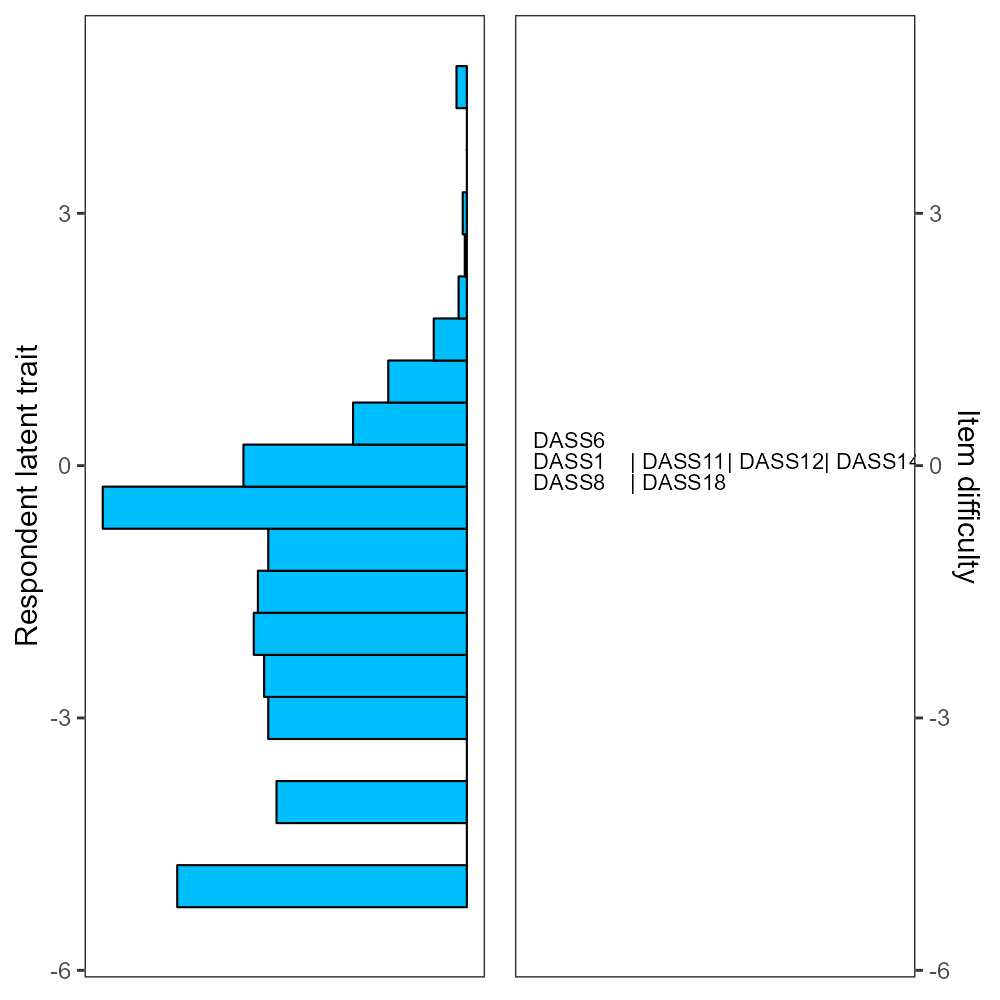 Respondent latent trait
3
0
-3
-6
DASS6
DASS1 | DASS11| DASS12| DASS14
DASS8 | DASS18
3
0
-3
-6
Item difficulty